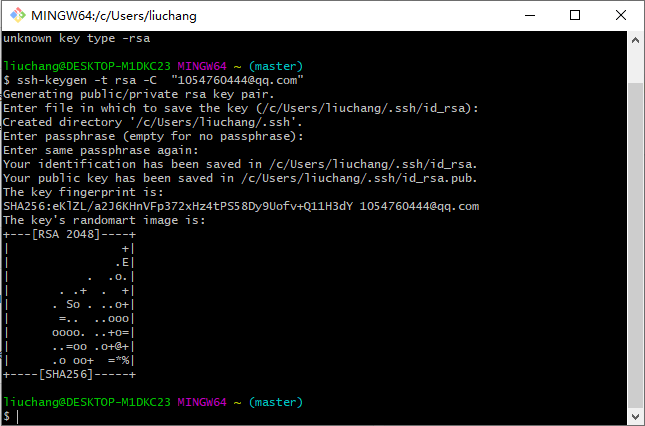 MINGW64:/c/Users/liuchang
unknown key type -rsa
liuchang@DESKTOP-M1DKC23 MINGW64 ~ (master)
$ ssh-keygen -t rsa -C  "1054760444@qq.com"
Generating public/private rsa key pair.
Enter file in which to save the key (/c/Users/liuchang/.ssh/id_rsa):
Created directory '/c/Users/liuchang/.ssh'.
Enter passphrase (empty for no passphrase):
Enter same passphrase again:
Your identification has been saved in /c/Users/liuchang/.ssh/id_rsa.
Your public key has been saved in /c/Users/liuchang/.ssh/id_rsa.pub.
The key fingerprint is:
SHA256:eKlZL/a2J6KHnVFp372xHz4tPS58Dy9Uofv+Q11H3dY 1054760444@qq.com
The key's randomart image is:
+---[RSA 2048]----+
|                +|
|               .E|
|           .  .o.|
|       . .+  .  +|
|      . So . ..o+|
|       =..  ..ooo|
|      oooo. ..+o=|
|     ..=oo .o+@+|
|      .o oo+  =*%|
+----[SHA256]-----+
liuchang@DESKTOP-M1DKC23 MINGW64 ~ (master)
$